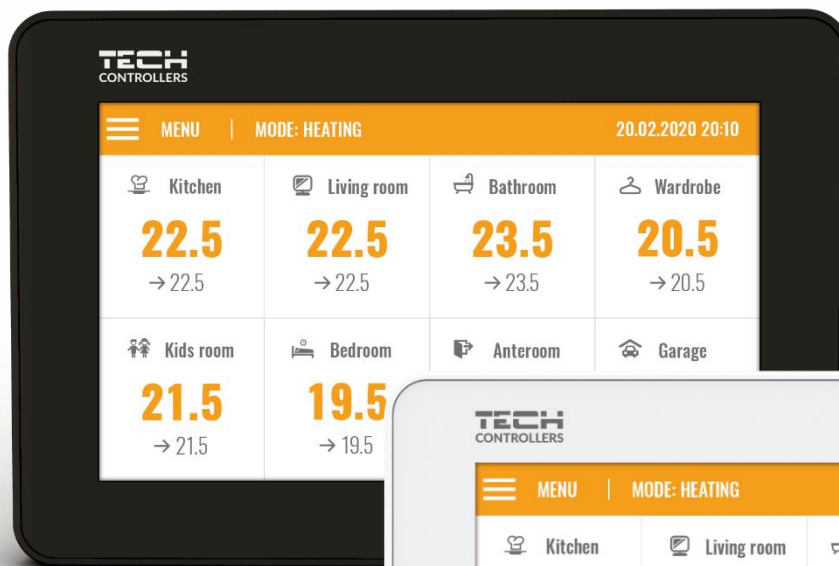 TECH
CONTROLLERS
MENU | MODE: HEATING 20.02.2020 20:10
Kitchen Living room Bathroom Wardrobe
22.5 22.5 23.5 20.5
→ 22.5 → 22.5 → 23.5 → 20.5
Kids room Bedroom Anteroom Garage
21.5 19.5
→ 21.5 → 19.5
TECH
CONTROLLERS
MENU | MODE: HEATING
Kitchen Living room